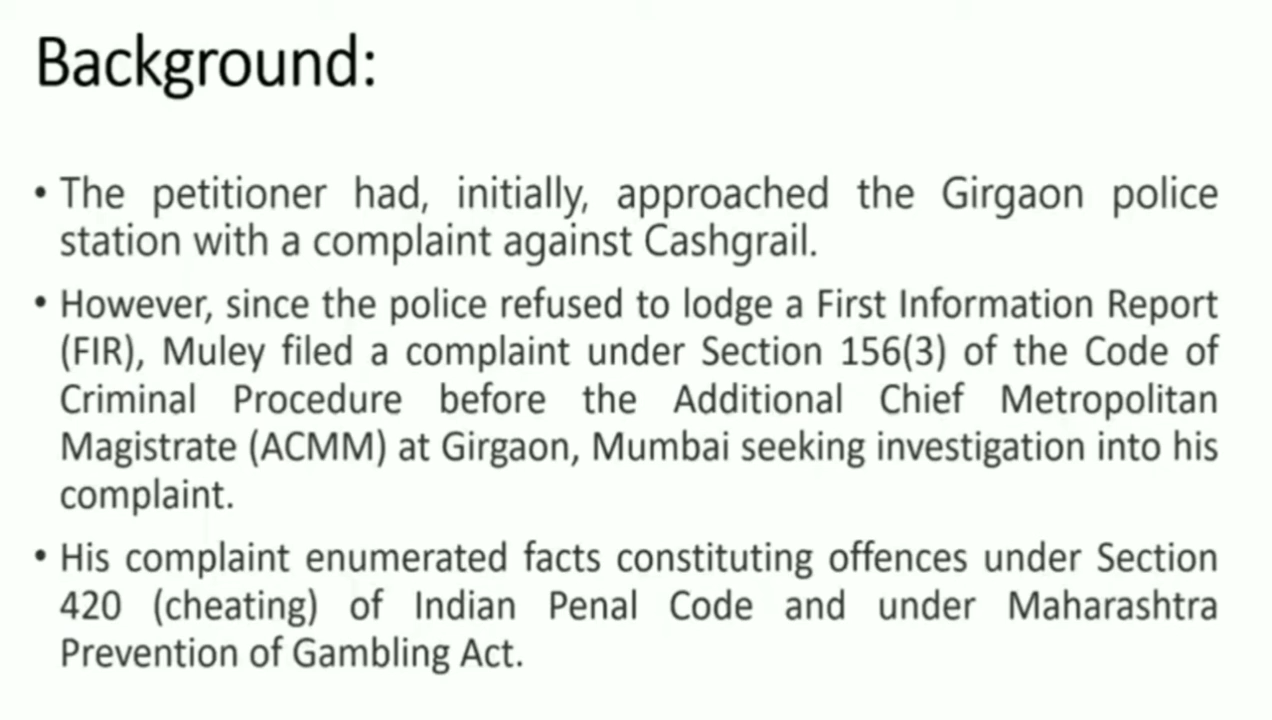 Background:
• The petitioner had, initially, approached the Girgaon police
station with a complaint against Cashgrail.
• However, since the police refused to lodge a First Information Report
(FIR), Muley filed a complaint under Section 156(3) of the Code of
Criminal Procedure before the Additional Chief Metropolitan
Magistrate (ACMM) at Girgaon, Mumbai seeking investigation into his
complaint.
• His complaint enumerated facts constituting offences under Section
420 (cheating) of Indian Penal Code and under Maharashtra
Prevention of Gambling Act.